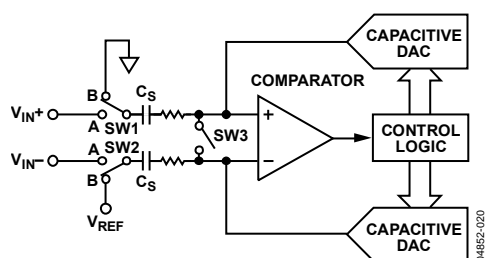 CAPACITIVE
DAC
COMPARATOR
B
CS
VIN+
A
SW1
+
SW3
CONTROL
LOGIC
VIN–
A
SW2
–
B
CS
VREF
CAPACITIVE
DAC
04852-020